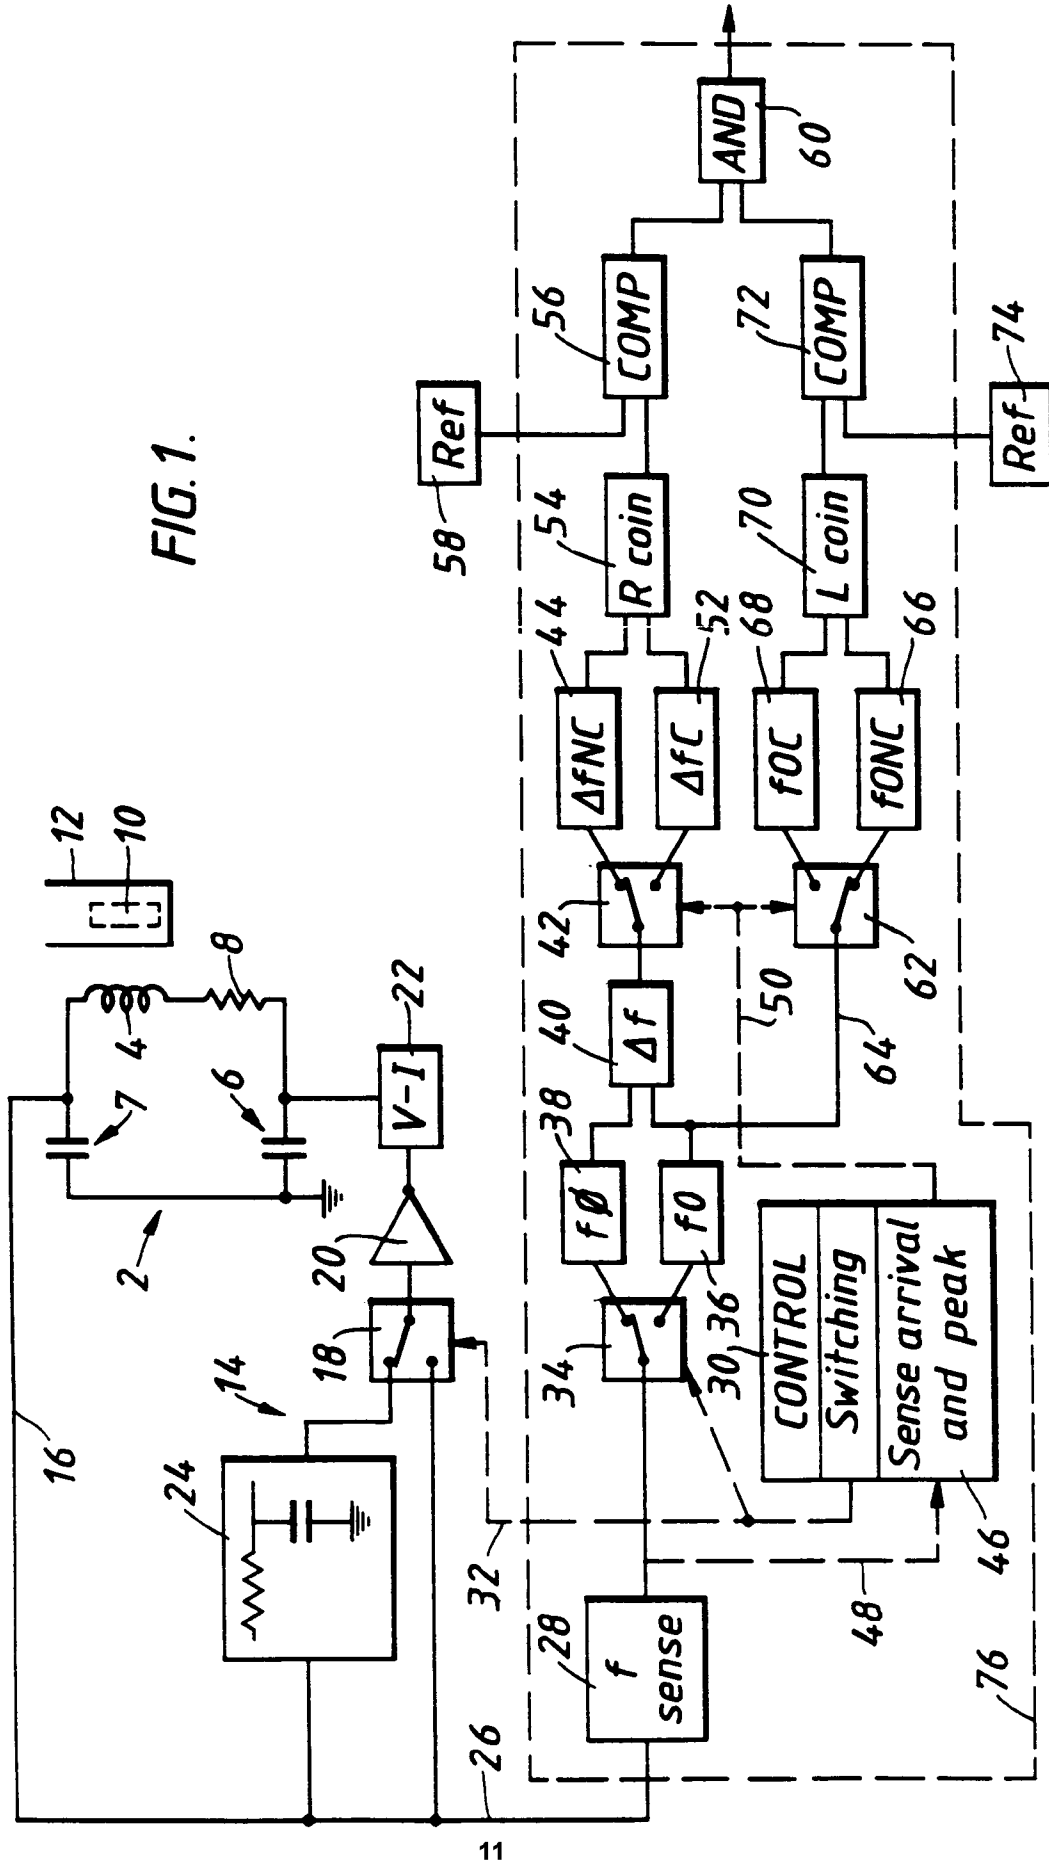 FIG. 1.
12
10
8
4
7
6
2
22
V-I
20
18
14
16
24
26
32
28
f
sense
34
fØ
38
fO
36
40
Δf
42
44
ΔfNC
ΔfC
52
54
R coin
58
Ref
56
COMP
AND
60
62
64
68
fOC
fONC
66
70
L coin
72
COMP
74
Ref
50
30,
CONTROL
Switching
Sense arrival
and peak
46
48
76
11